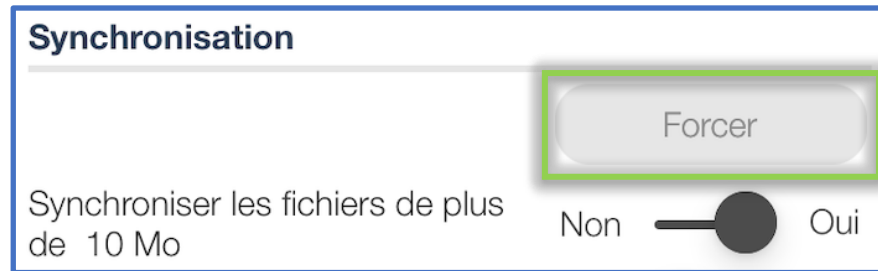 Synchronisation
Forcer
Synchroniser les fichiers de plus
de 10 Mo
Non Oui